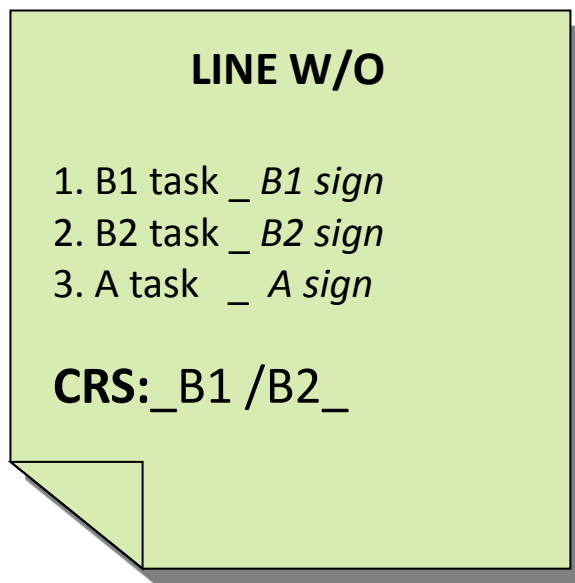 LINE W/O
1. B1 task _ B1 sign
2. B2 task _ B2 sign
3. A task _ A sign
CRS:_B1 /B2_